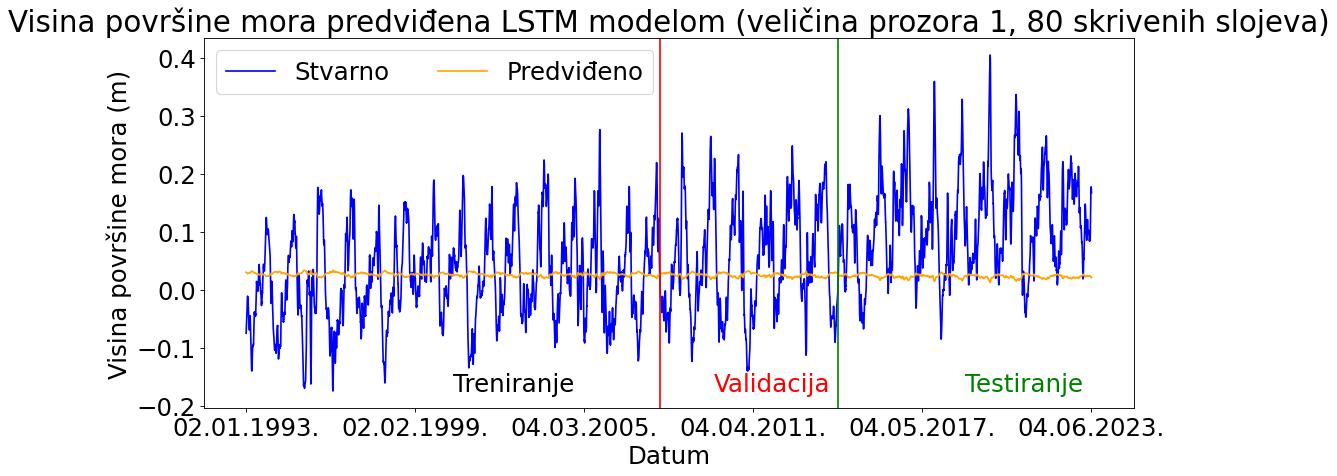 Visina površine mora predviđena LSTM modelom (veličina prozora 1, 80 skrivenih slojeva)
Stvarno
Predviđeno
Visina površine mora (m)
0.4
0.3
0.2
0.1
0.0
−0.1
−0.2
Treniranje
Validacija
Testiranje
02.01.1993.
02.02.1999.
04.03.2005.
04.04.2011.
04.05.2017.
04.06.2023.
Datum